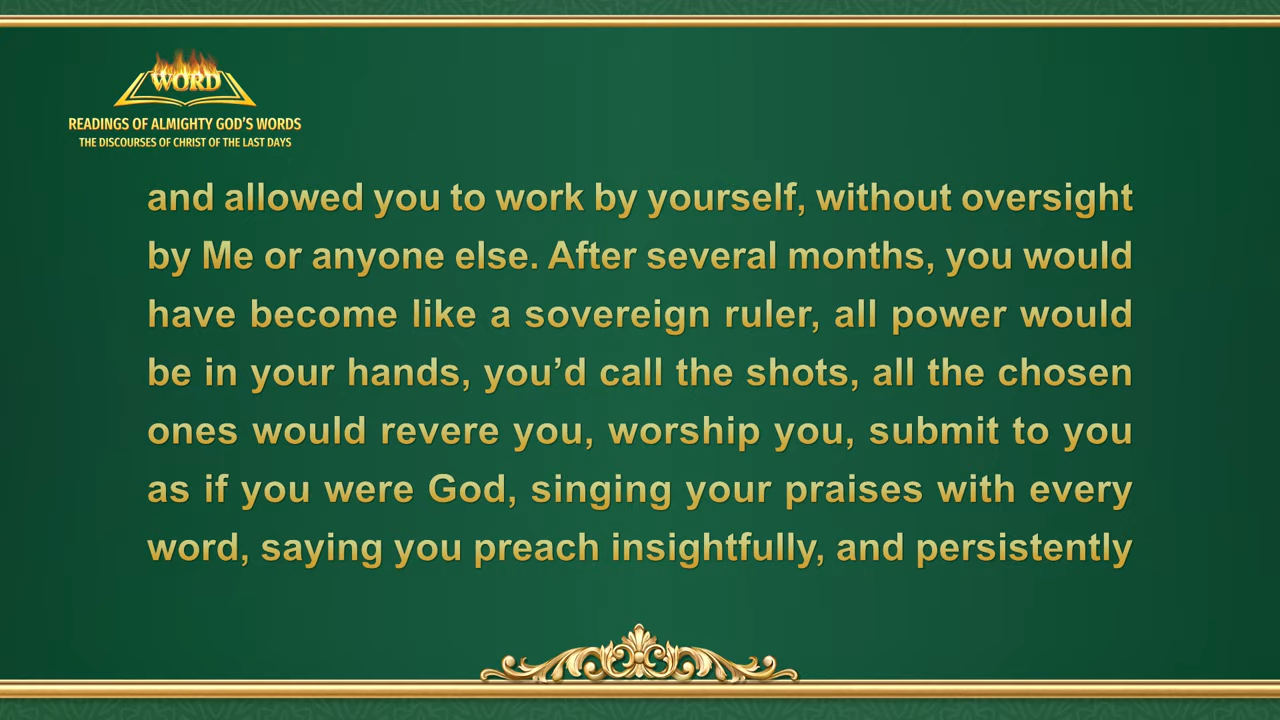 WORD
READINGS OF ALMIGHTY GOD'S WORDS
THE DISCOURSES OF CHRIST OF THE LAST DAYS
and allowed you to work by yourself, without oversight
by Me or anyone else. After several months, you would
have become like a sovereign ruler, all power would
be in your hands, you’d call the shots, all the chosen
ones would revere you, worship you, submit to you
as if you were God, singing your praises with every
word, saying you preach insightfully, and persistently